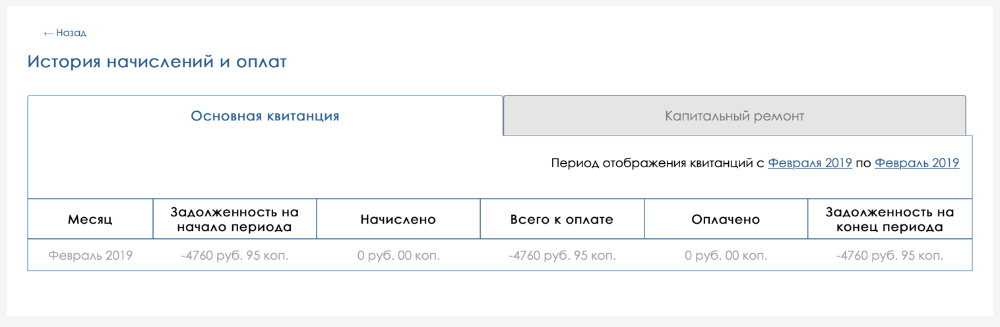 ← Назад
История начислений и оплат
Основная квитанция
Капитальный ремонт
Период отображения квитанций с Февраля 2019 по Февраль 2019
Месяц
Задолженность на
начало периода
Начислено
Всего к оплате
Оплачено
Задолженность на
конец периода
Февраль 2019
-4760 руб. 95 коп.
0 руб. 00 коп.
-4760 руб. 95 коп.
0 руб. 00 коп.
-4760 руб. 95 коп.